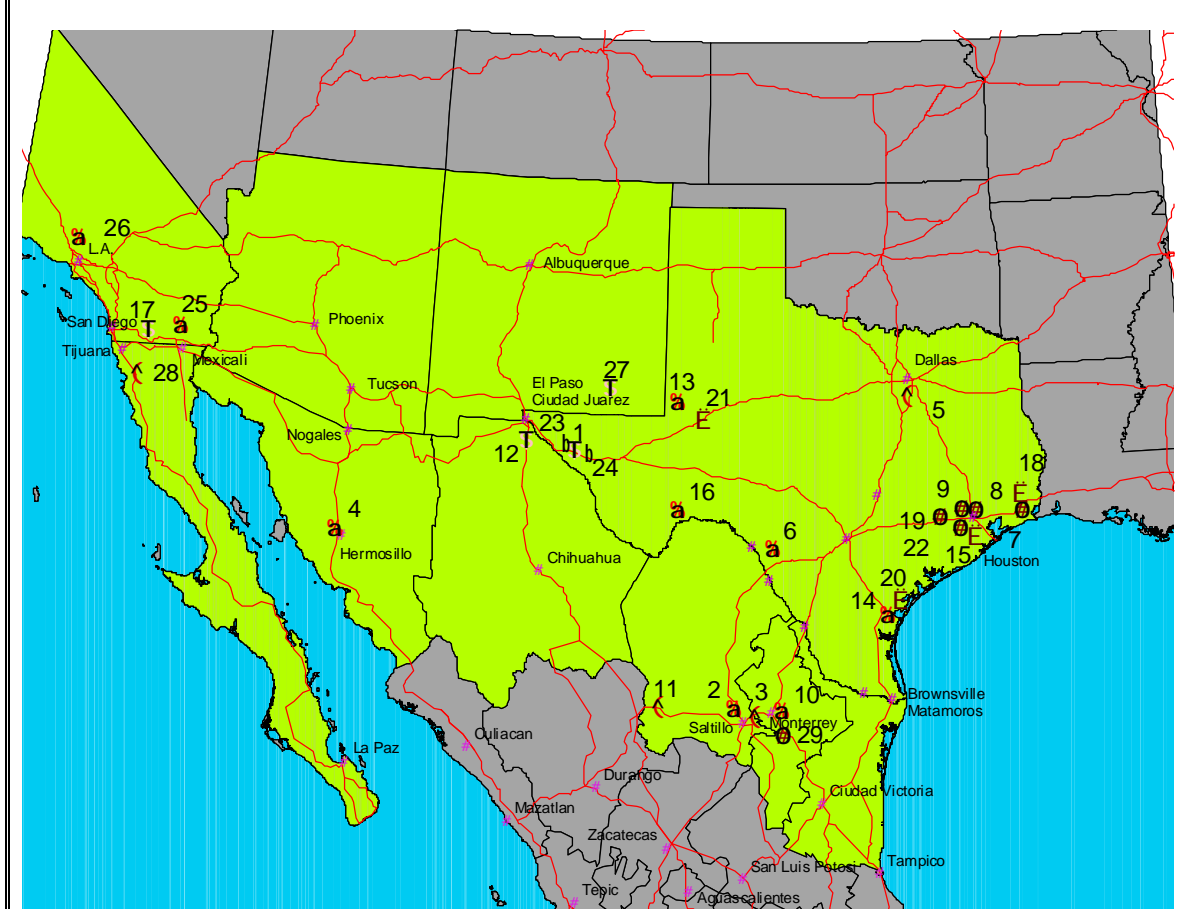 26
L.A.
Albuquerque
17
25
San Diego
Phoenix
Tijuana
Mexicali
28
Tucson
Dallas
El Paso
Ciudad Juarez
27
T
13
21
Ë
5
Nogales
23
12
T
b
1
T
b
24
18
Ë
16
9
8
4
Hermosillo
6
19
Ë
7
22
15
Houston
Chihuahua
20
14
Ë
11
2
3
10
Brownsville
Matamoros
Saltillo
Monterrey
29
Culiacan
La Paz
Durango
Ciudad Victoria
Mazatlan
Zacatecas
San Luis Potosi
Tampico
Tepic
Aguascalientes